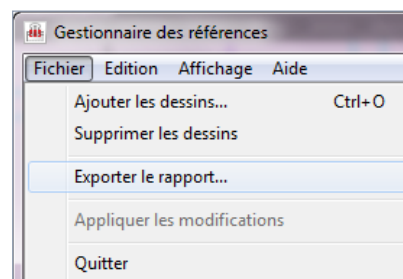 Gestionnaire des références
Fichier Edition Affichage Aide
Ajouter les dessins... Ctrl+O
Supprimer les dessins
Exporter le rapport...
Appliquer les modifications
Quitter